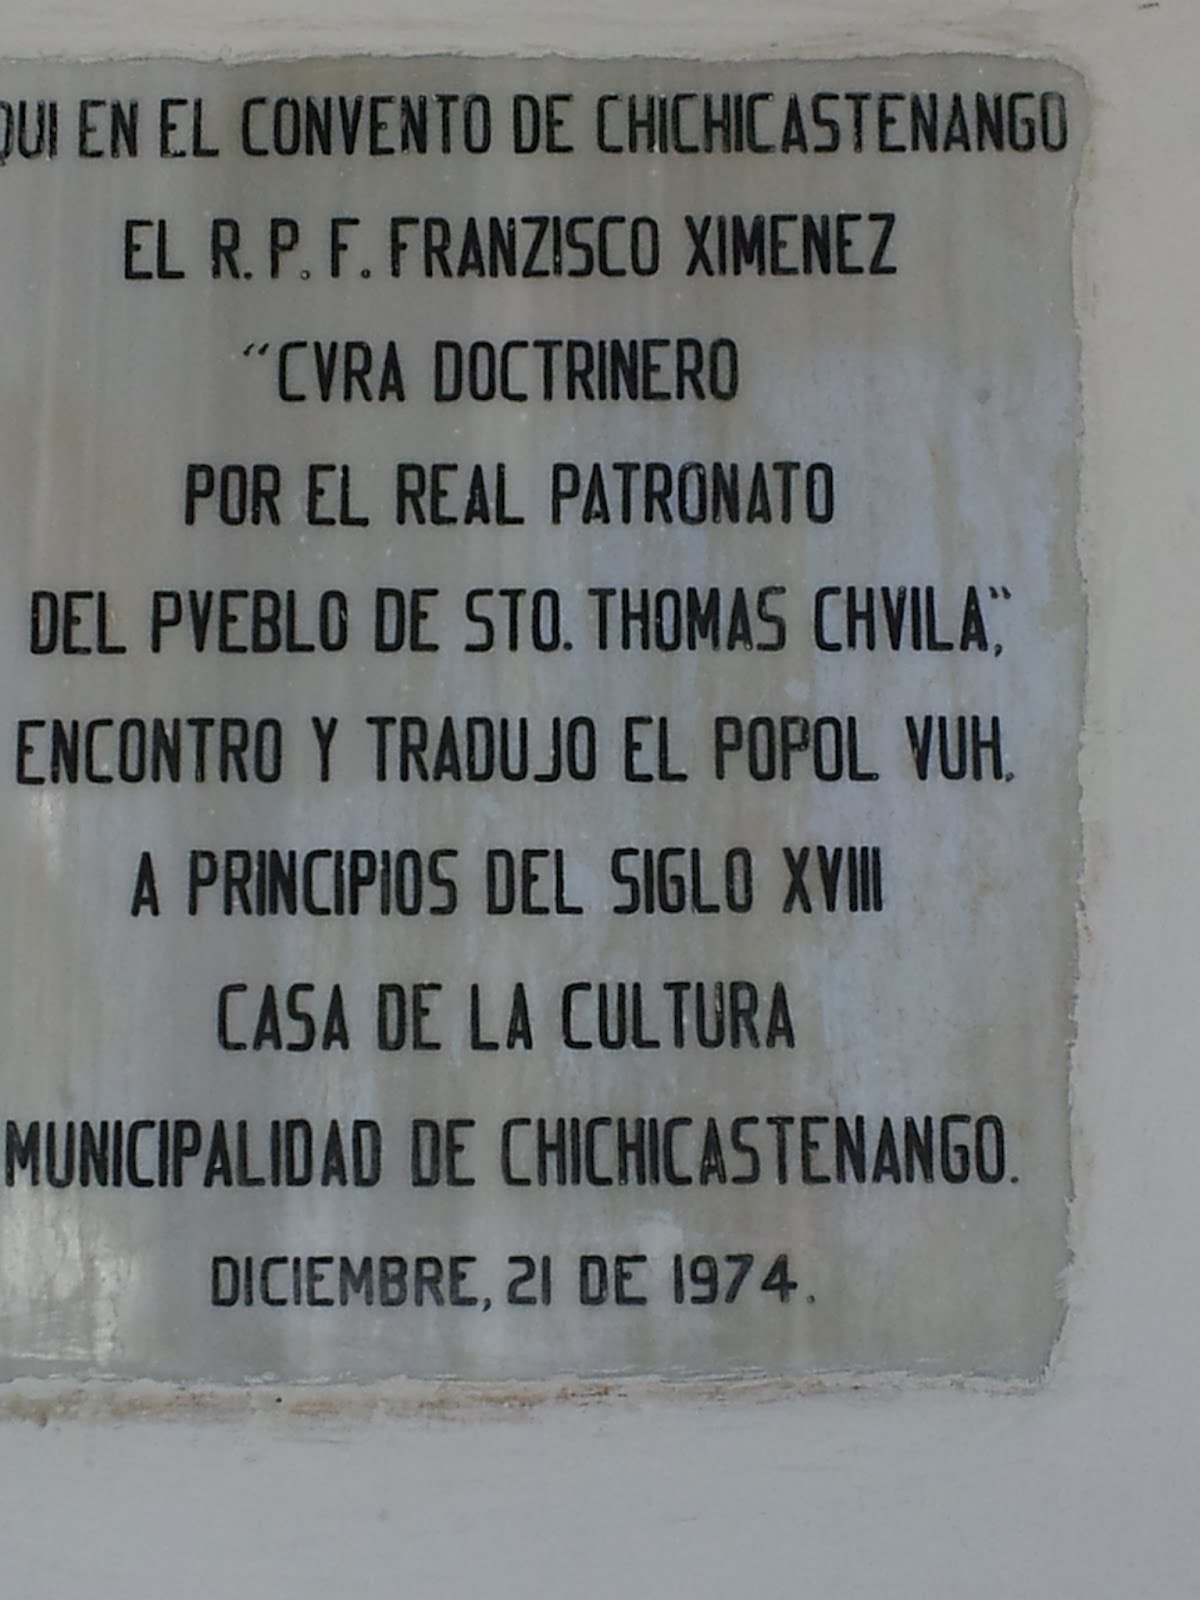 QUI EN EL CONVENTO DE CHICHICASTENANGO
EL R. P. F. FRANZISCO XIMENEZ
“CVRA DOCTRINERO
POR EL REAL PATRONATO
DEL PVEBLO DE STO. THOMAS CHVILA”,
ENCONTRO Y TRADUJO EL POPOL VUH.
A PRINCIPIOS DEL SIGLO XVIII
CASA DE LA CULTURA
MUNICIPALIDAD DE CHICHICASTENANGO.
DICIEMBRE, 21 DE 1974.